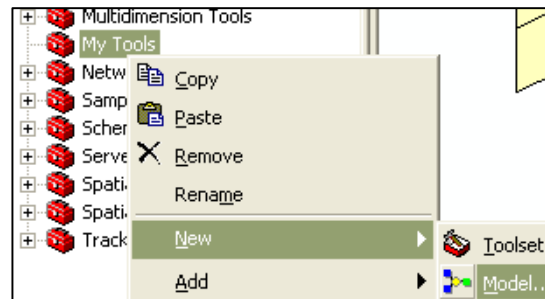 Multidimension Tools
My Tools
Copy
Paste
Remove
Rename
New
Toolset
Add
Model..